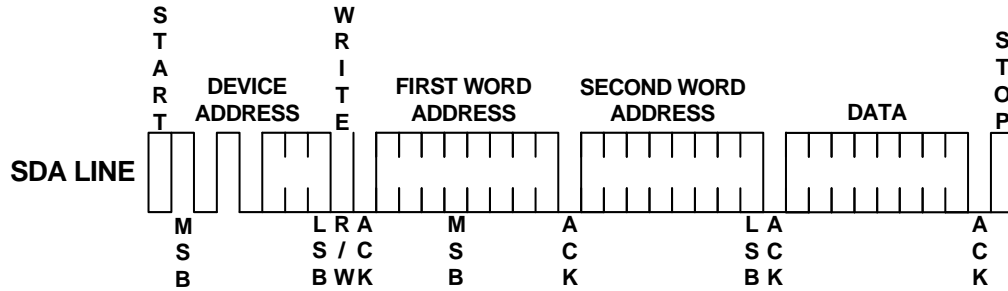 START
WRITE
STOP
DEVICE
ADDRESS
FIRST WORD
ADDRESS
SECOND WORD
ADDRESS
DATA
SDA LINE
MSB
LSB
R/W
ACK
MSB
ACK
LSB
ACK
ACK